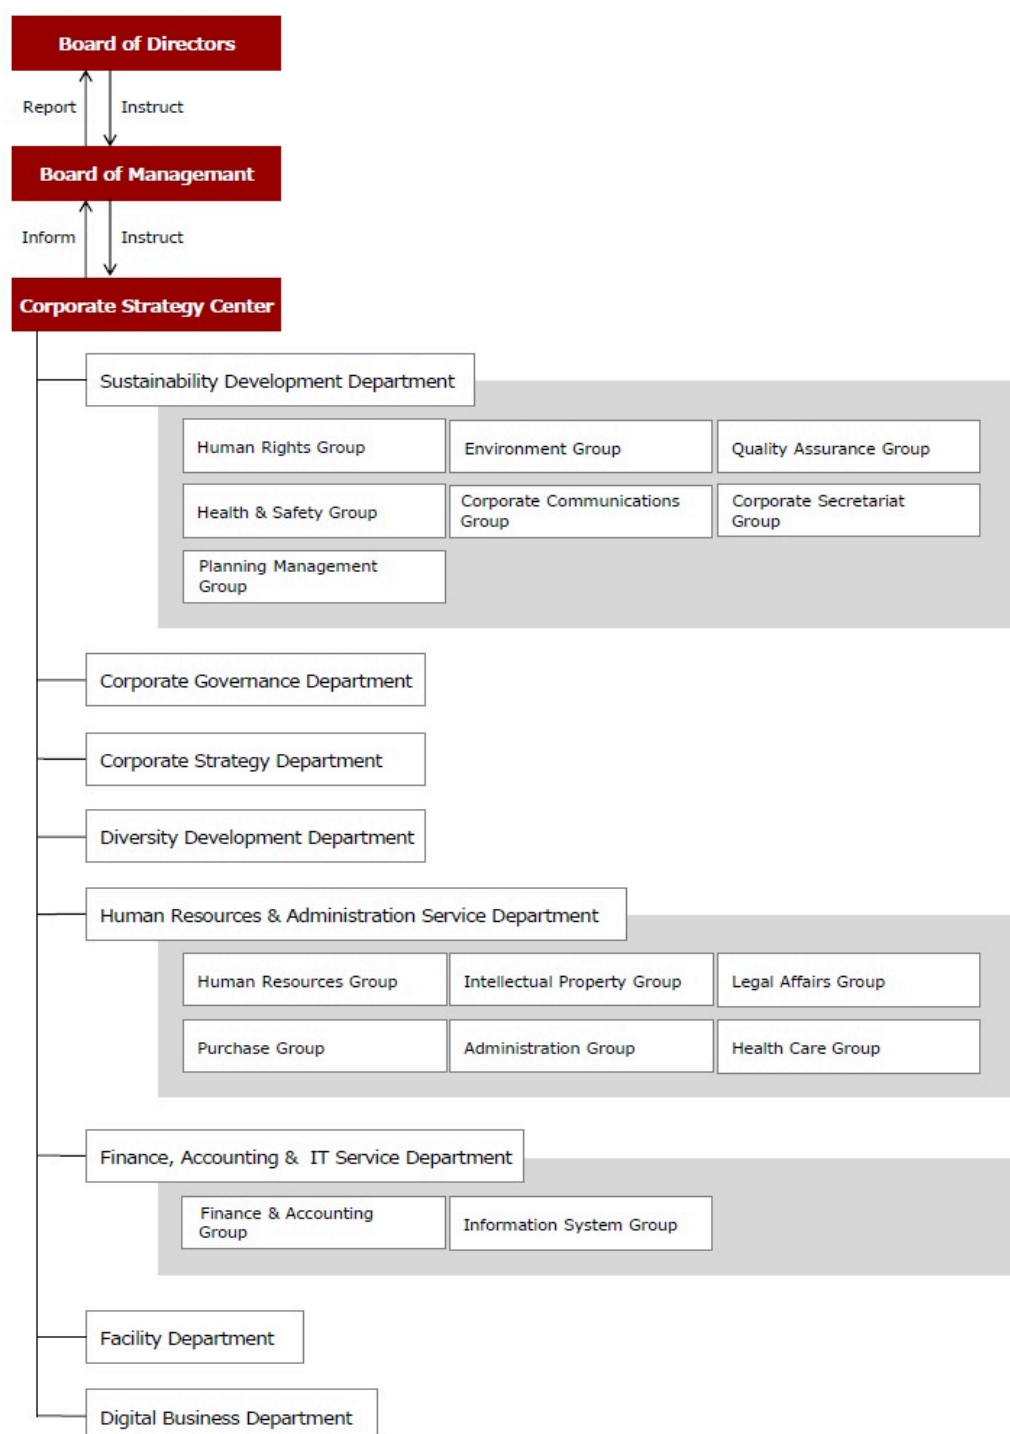 Board of Directors
Report
Instruct
Board of Managemant
Inform
Instruct
Corporate Strategy Center
Sustainability Development Department
Human Rights Group
Environment Group
Quality Assurance Group
Health & Safety Group
Corporate Communications
Group
Corporate Secretariat
Group
Planning Management
Group
Corporate Governance Department
Corporate Strategy Department
Diversity Development Department
Human Resources & Administration Service Department
Human Resources Group
Intellectual Property Group
Legal Affairs Group
Purchase Group
Administration Group
Health Care Group
Finance, Accounting & IT Service Department
Finance & Accounting
Group
Information System Group
Facility Department
Digital Business Department